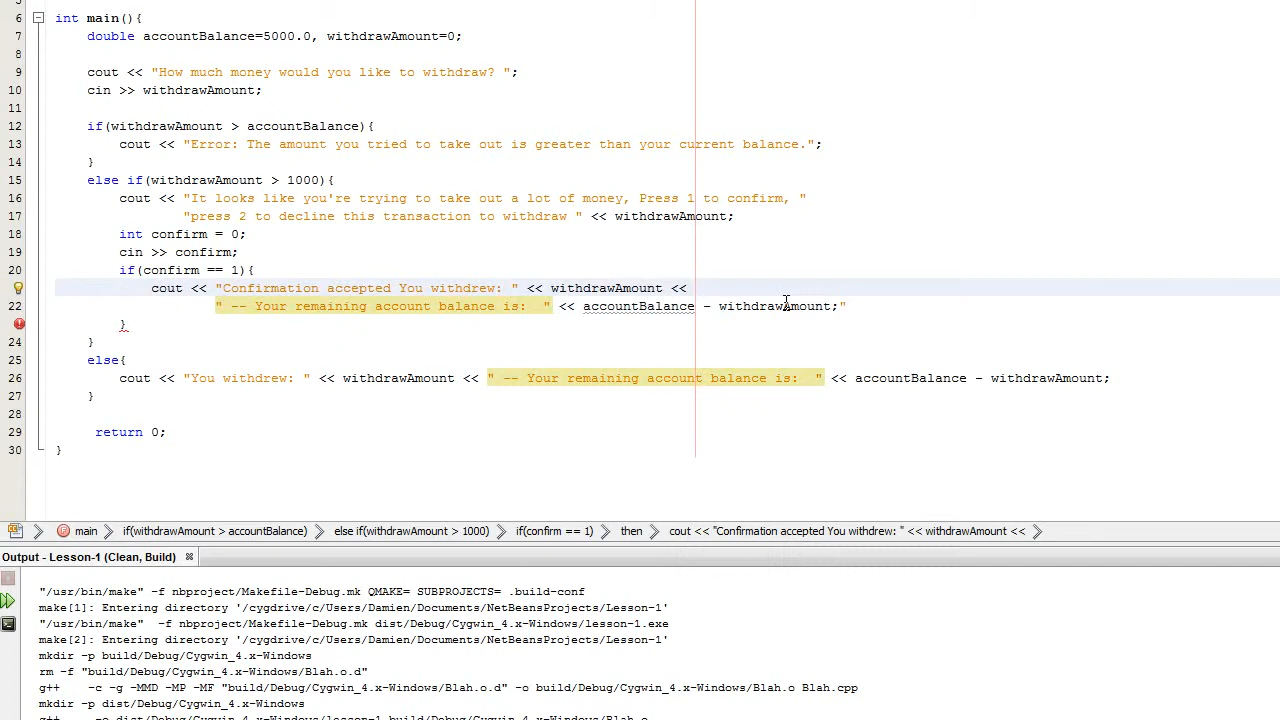 6 int main(){
7 double accountBalance=5000.0, withdrawAmount=0;
8
9 cout << "How much money would you like to withdraw? ";
10 cin >> withdrawAmount;
11
12 if(withdrawAmount > accountBalance){
13 cout << "Error: The amount you tried to take out is greater than your current balance.";
14 }
15 else if(withdrawAmount > 1000){
16 cout << "It looks like you're trying to take out a lot of money, Press 1 to confirm, "
17 "press 2 to decline this transaction to withdraw " << withdrawAmount;
18 int confirm = 0;
19 cin >> confirm;
20 if(confirm == 1){
cout << "Confirmation accepted You withdrew: " << withdrawAmount <<
22 " -- Your remaining account balance is:  " << accountBalance - withdrawAmount;"
}
24 }
25 else{
26 cout << "You withdrew: " << withdrawAmount << " -- Your remaining account balance is:  " << accountBalance - withdrawAmount;
27 }
28
29 return 0;
30 }
main if(withdrawAmount > accountBalance) else if(withdrawAmount > 1000) if(confirm == 1) then cout << "Confirmation accepted You withdrew: " << withdrawAmount <<
Output - Lesson-1 (Clean, Build)
"/usr/bin/make" -f nbproject/Makefile-Debug.mk QMAKE= SUBPROJECTS= .build-conf
make[1]: Entering directory '/cygdrive/c/Users/Damien/Documents/NetBeansProjects/Lesson-1'
"/usr/bin/make"  -f nbproject/Makefile-Debug.mk dist/Debug/Cygwin_4.x-Windows/lesson-1.exe
make[2]: Entering directory '/cygdrive/c/Users/Damien/Documents/NetBeansProjects/Lesson-1'
mkdir -p build/Debug/Cygwin_4.x-Windows
rm -f "build/Debug/Cygwin_4.x-Windows/Blah.o.d"
g++    -c -g -MMD -MP -MF "build/Debug/Cygwin_4.x-Windows/Blah.o.d" -o build/Debug/Cygwin_4.x-Windows/Blah.o Blah.cpp
mkdir -p dist/Debug/Cygwin_4.x-Windows
g++     -o dist/Debug/Cygwin_4.x-Windows/lesson-1 build/Debug/Cygwin_4.x-Windows/Blah.o